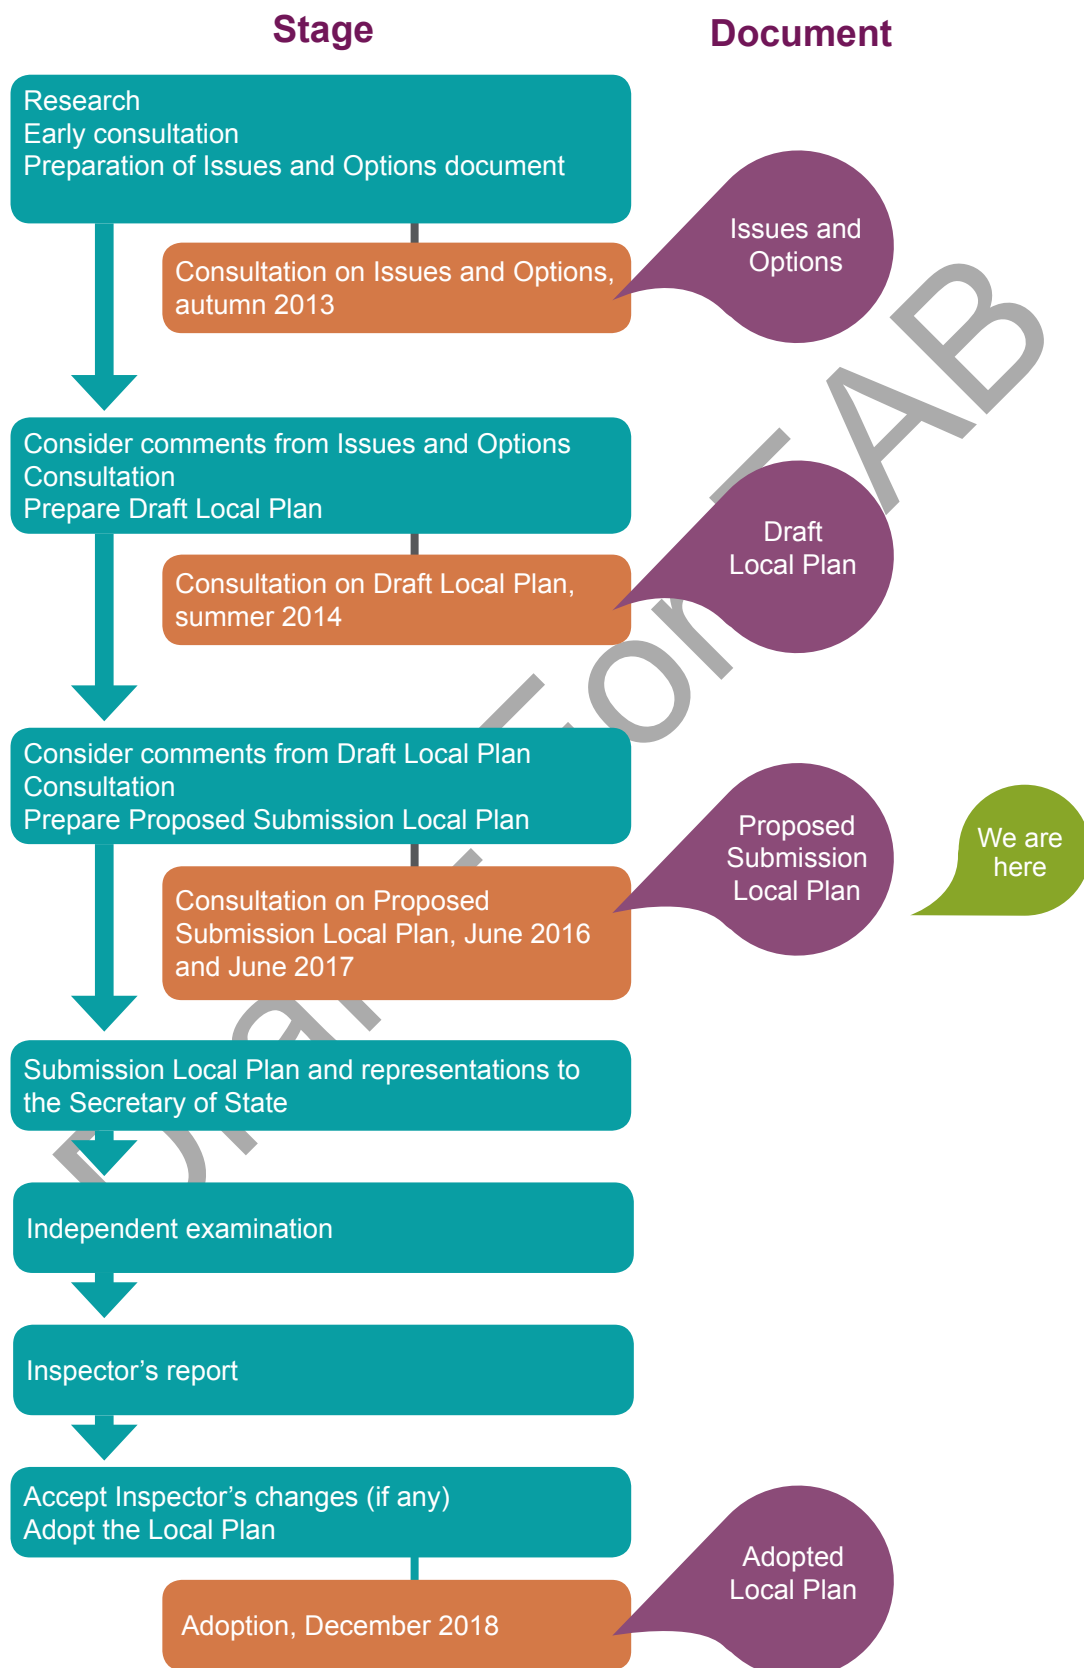 Stage
Document
Research
Early consultation
Preparation of Issues and Options document
Issues and
Options
Consultation on Issues and Options,
autumn 2013
Consider comments from Issues and Options
Consultation
Prepare Draft Local Plan
Draft
Local Plan
Consultation on Draft Local Plan,
summer 2014
Consider comments from Draft Local Plan
Consultation
Prepare Proposed Submission Local Plan
Proposed
Submission
Local Plan
We are
here
Consultation on Proposed
Submission Local Plan, June 2016
and June 2017
Submission Local Plan and representations to
the Secretary of State
Independent examination
Inspector’s report
Accept Inspector’s changes (if any)
Adopt the Local Plan
Adopted
Local Plan
Adoption, December 2018
Draft For TAB